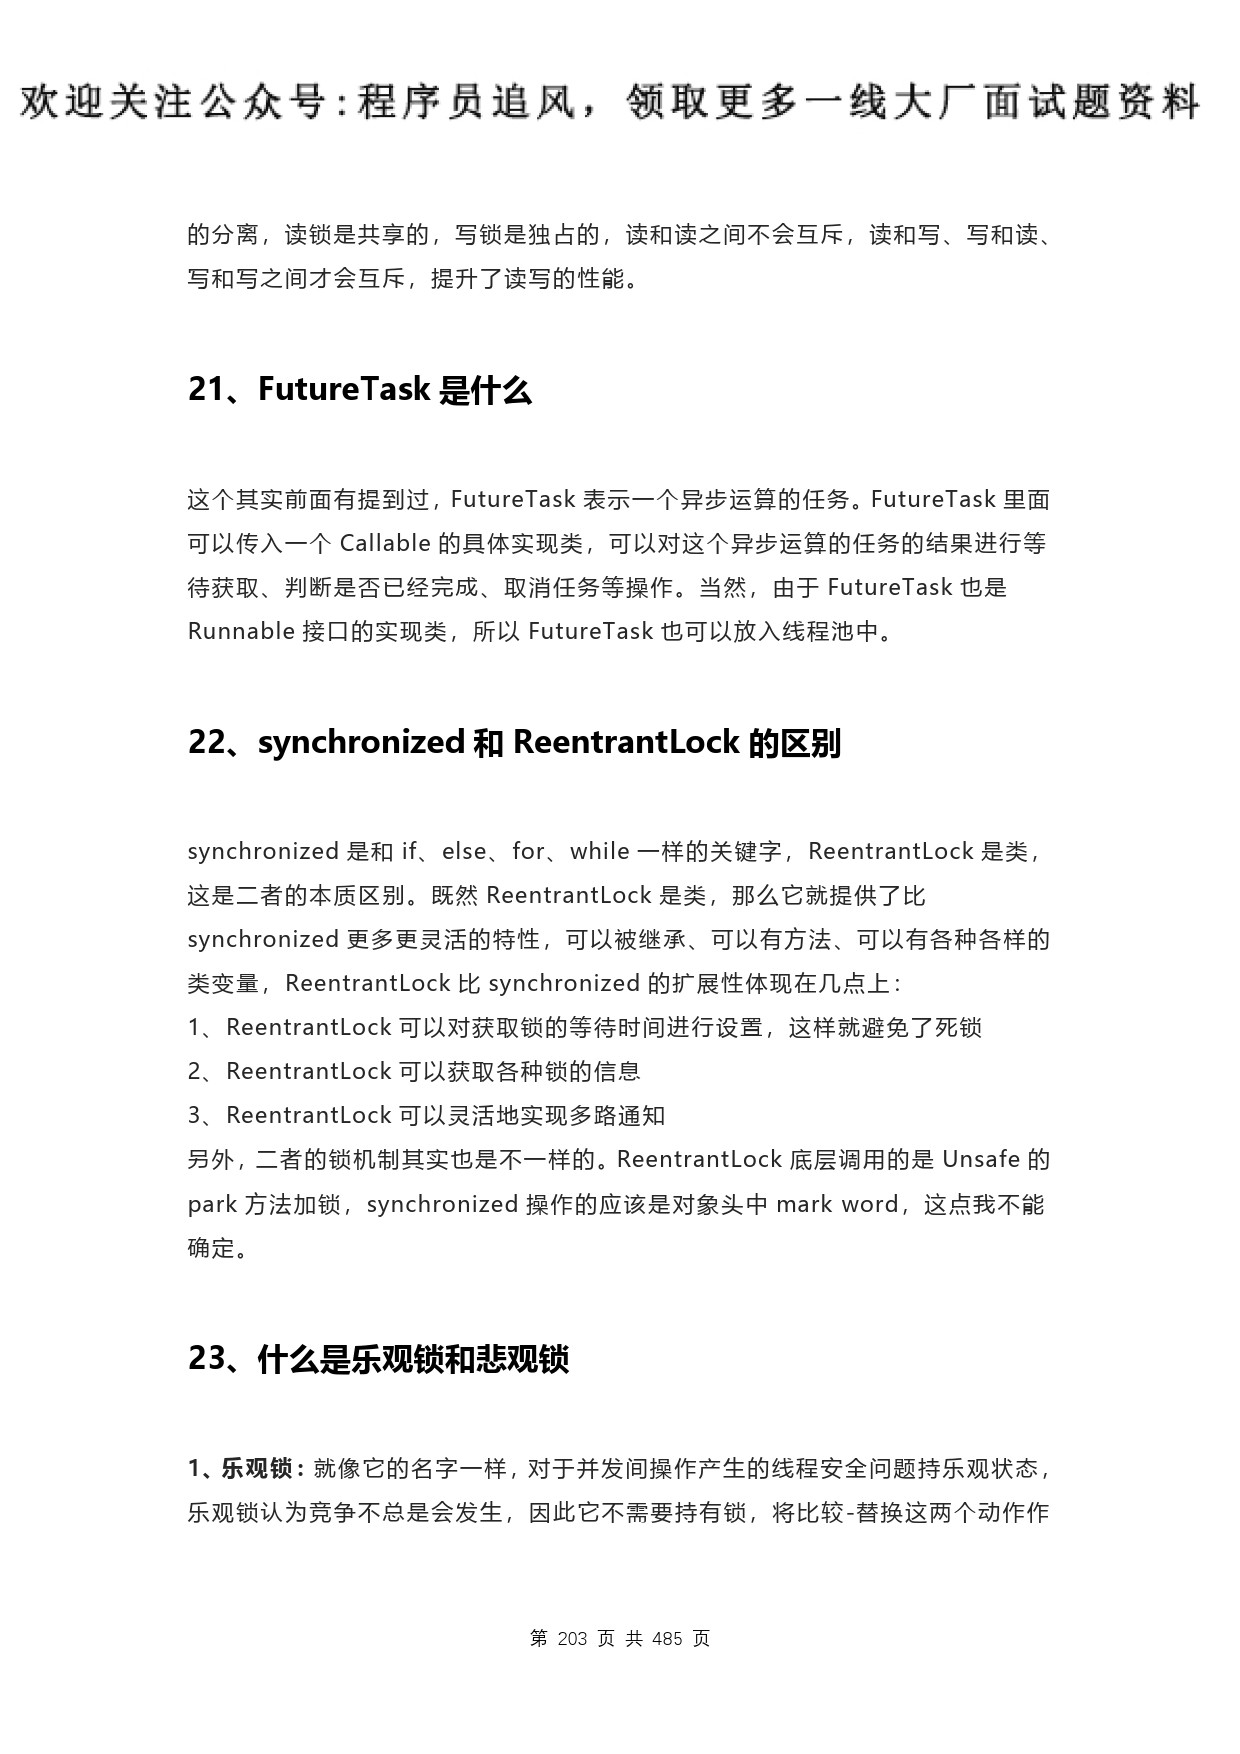 欢迎关注公众号:程序员追风，领取更多一线大厂面试题资料
的分离，读锁是共享的，写锁是独占的，读和读之间不会互斥，读和写、写和读、
写和写之间才会互斥，提升了读写的性能。
21、FutureTask 是什么
这个其实前面有提到过，FutureTask 表示一个异步运算的任务。FutureTask 里面
可以传入一个 Callable 的具体实现类，可以对这个异步运算的任务的结果进行等
待获取、判断是否已经完成、取消任务等操作。当然，由于 FutureTask 也是
Runnable 接口的实现类，所以 FutureTask 也可以放入线程池中。
22、synchronized 和 ReentrantLock 的区别
synchronized 是和 if、else、for、while 一样的关键字，ReentrantLock 是类，
这是二者的本质区别。既然 ReentrantLock 是类，那么它就提供了比
synchronized 更多更灵活的特性，可以被继承、可以有方法、可以有各种各样的
类变量，ReentrantLock 比 synchronized 的扩展性体现在几点上：
1、ReentrantLock 可以对获取锁的等待时间进行设置，这样就避免了死锁
2、ReentrantLock 可以获取各种锁的信息
3、ReentrantLock 可以灵活地实现多路通知
另外，二者的锁机制其实也是不一样的。ReentrantLock 底层调用的是 Unsafe 的
park 方法加锁，synchronized 操作的应该是对象头中 mark word，这点我不能
确定。
23、什么是乐观锁和悲观锁
1、乐观锁：就像它的名字一样，对于并发间操作产生的线程安全问题持乐观状态，
乐观锁认为竞争不总是会发生，因此它不需要持有锁，将比较-替换这两个动作作
第 203 页 共 485 页